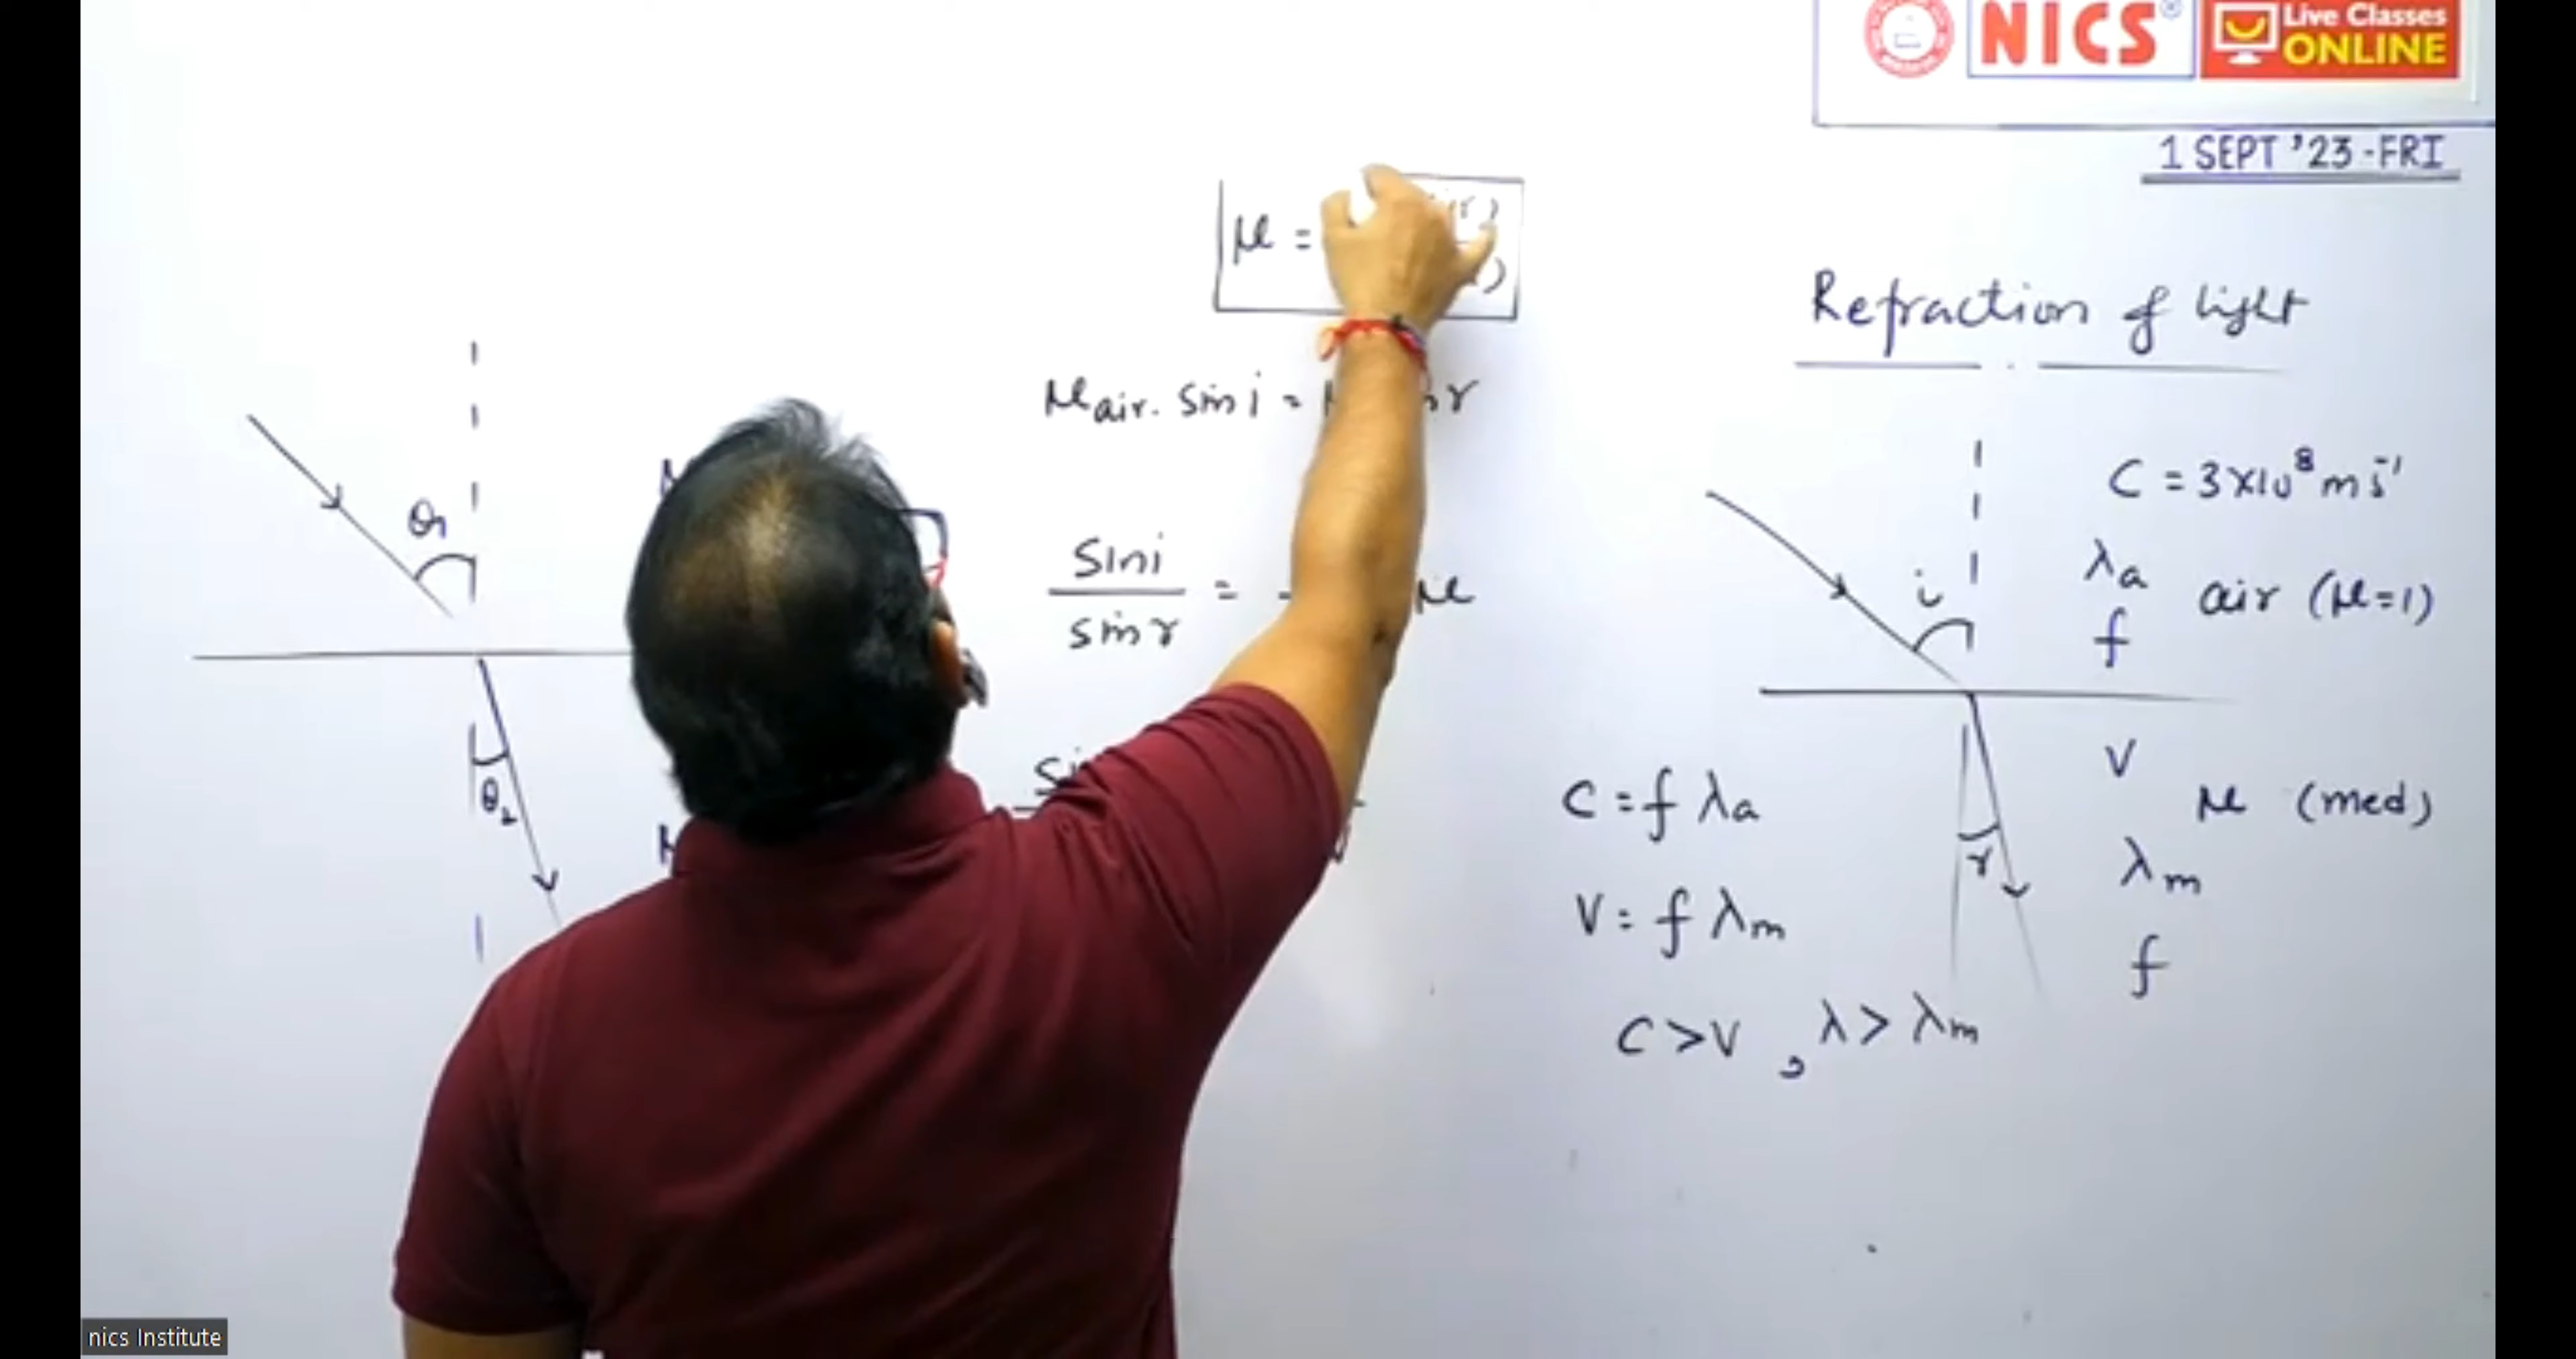 NICS®
Live Classes
ONLINE
1 SEPT '23 -FRI
μ =
Refraction of light
μair. sin i =
sin i
sin r
=
μ
θ1
θ2
C = 3×10⁸ m s⁻¹
λa
air (μ=1)
f
i
V
μ (med)
r
λm
f
C = f λa
V = f λm
C > V , λ > λm
nics Institute